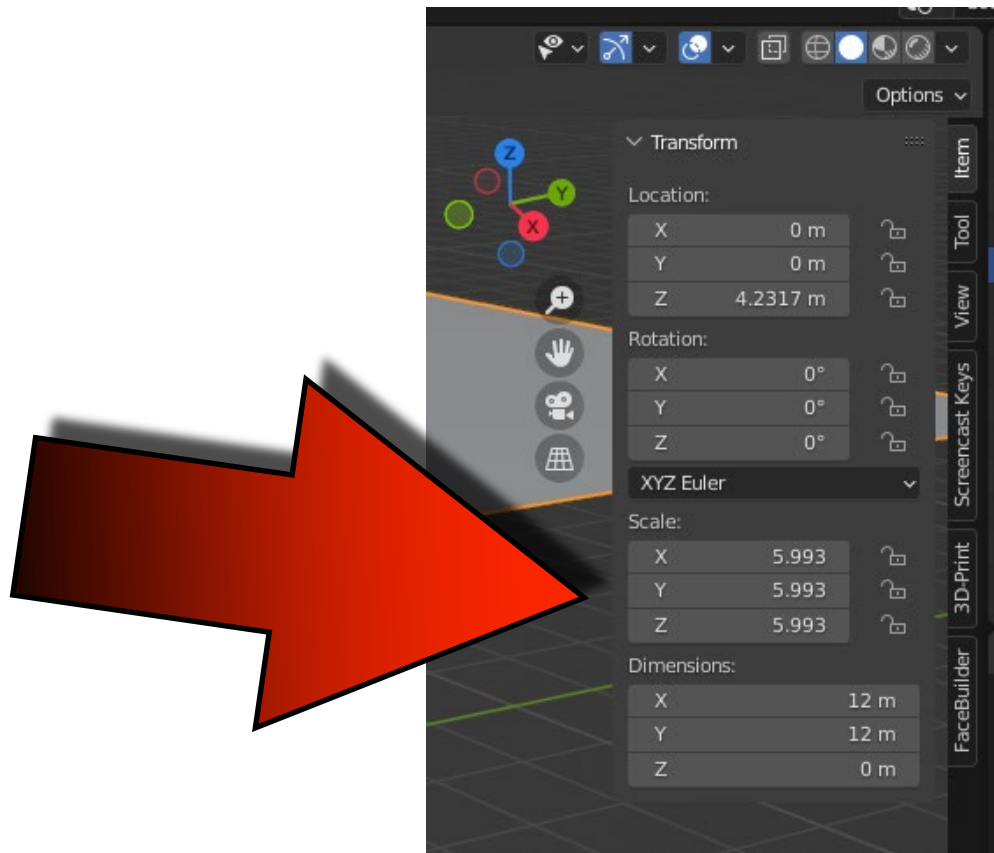 Options
Transform
Location:
X 0 m
Y 0 m
Z 4.2317 m
Rotation:
X 0°
Y 0°
Z 0°
XYZ Euler
Scale:
X 5.993
Y 5.993
Z 5.993
Dimensions:
X 12 m
Y 12 m
Z 0 m
Item
Tool
View
Screencast Keys
3D-Print
FaceBuilder
Z
Y
X